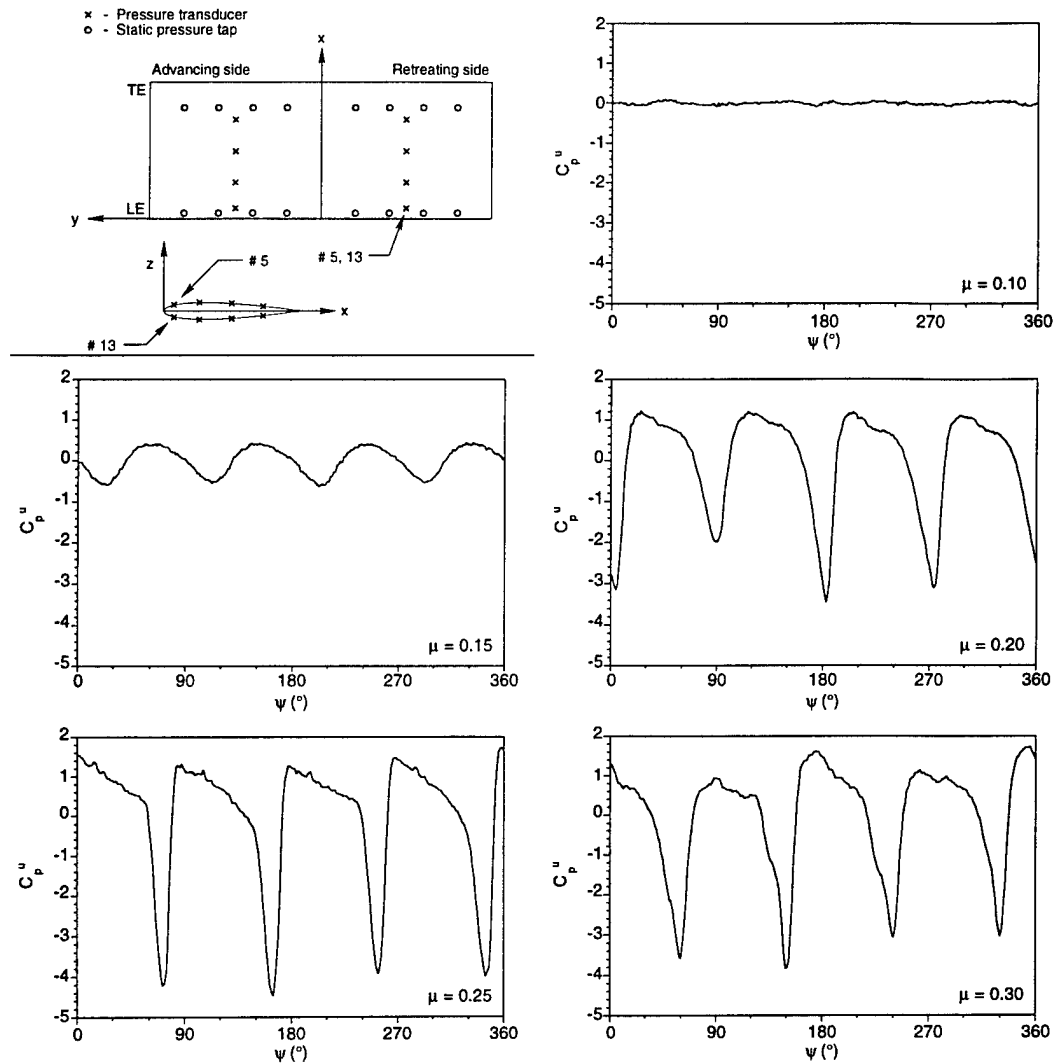 × - Pressure transducer
o - Static pressure tap
x
Advancing side
Retreating side
TE
LE
y
# 5, 13
z
# 5
x
# 13
2
1
0
-1
-2
-3
-4
-5
C_p^u
μ = 0.10
0 90 180 270 360
ψ (°)
2
1
0
-1
-2
-3
-4
-5
C_p^u
μ = 0.15
0 90 180 270 360
ψ (°)
2
1
0
-1
-2
-3
-4
-5
C_p^u
μ = 0.20
0 90 180 270 360
ψ (°)
2
1
0
-1
-2
-3
-4
-5
C_p^u
μ = 0.25
0 90 180 270 360
ψ (°)
2
1
0
-1
-2
-3
-4
-5
C_p^u
μ = 0.30
0 90 180 270 360
ψ (°)